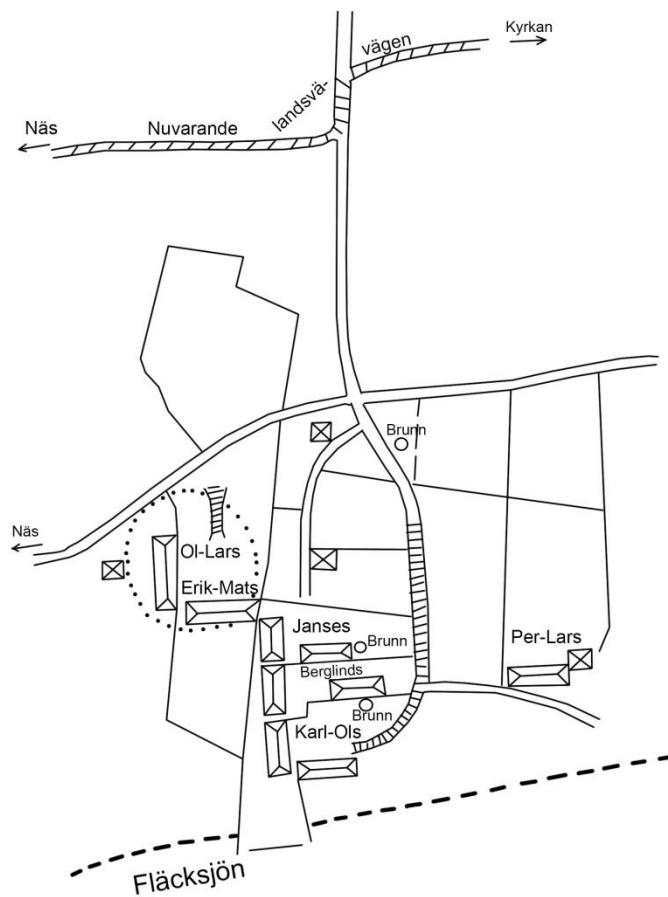 Kyrkan
vägen
landsvä-
Näs
Nuvarande
Brunn
Näs
Ol-Lars
Erik-Mats
Janses
Brunn
Per-Lars
Berglinds
Brunn
Karl-Ols
Fläcksjön